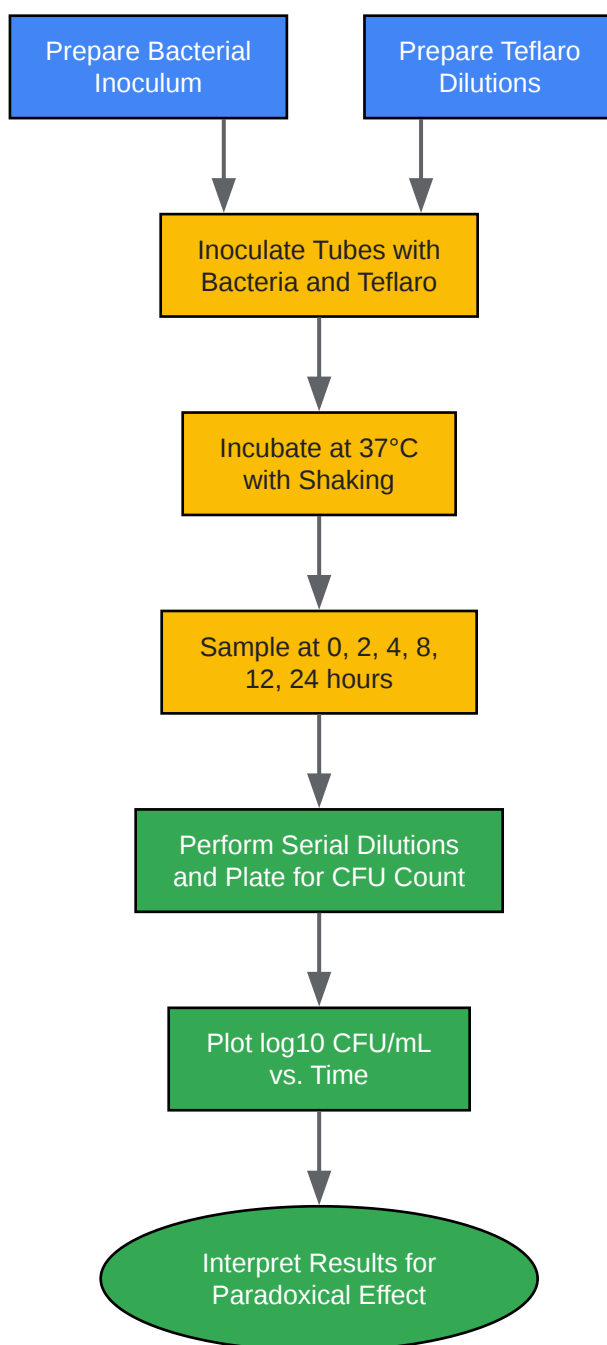 Prepare Bacterial
Inoculum
Prepare Teflaro
Dilutions
Inoculate Tubes with
Bacteria and Teflaro
Incubate at 37°C
with Shaking
Sample at 0, 2, 4, 8,
12, 24 hours
Perform Serial Dilutions
and Plate for CFU Count
Plot log10 CFU/mL
vs. Time
Interpret Results for
Paradoxical Effect